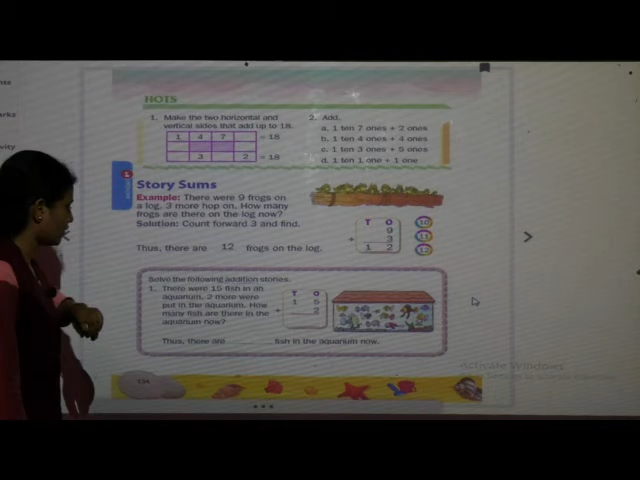 HOTS
1. Make the two horizontal and
vertical sides that add up to 18.
1 4 7 = 18
3 2 = 18
2. Add.
a. 1 ten 7 ones + 2 ones
b. 1 ten 4 ones + 4 ones
c. 1 ten 3 ones + 5 ones
d. 1 ten 1 one + 1 one
Story Sums
Example: There were 9 frogs on
a log. 3 more hop on. How many
frogs are there on the log now?
Solution: Count forward 3 and find.
T O
9
+ 3
1 2
10
11
12
Thus, there are 12 frogs on the log.
Solve the following addition stories.
1. There were 15 fish in an
aquarium. 2 more were
put in the aquarium. How
many fish are there in the
aquarium now?
T O
1 5
+ 2
Thus, there are fish in the aquarium now.
134
Activate Windows